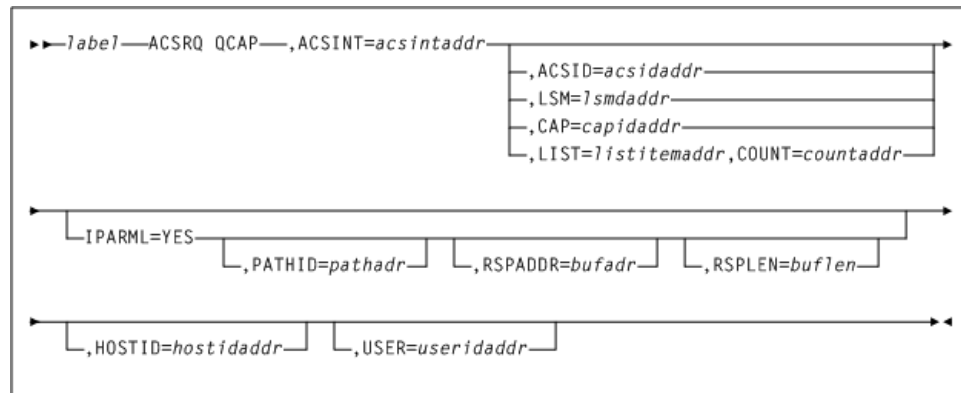 label ACSRQ QCAP ,ACSINT=acsintaddr
,ACSID=acsidaddr
,LSM=lsmdaddr
,CAP=capidaddr
,LIST=listitemaddr,COUNT=countaddr
IPARML=YES
,PATHID=pathadr ,RSPADDR=bufadr ,RSPLEN=buflen
,HOSTID=hostidaddr ,USER=useridaddr